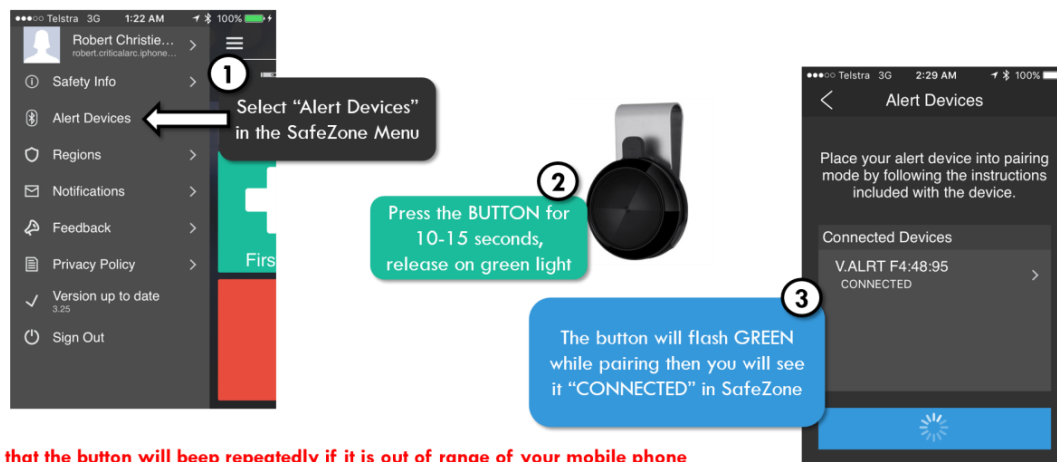 Telstra 3G 1:22 AM 100%
Robert Christie...
robert.criticalarc.iphone...
Safety Info
Alert Devices
Regions
Notifications
Feedback
Privacy Policy
Version up to date
3.25
Sign Out
Firs
1
Select “Alert Devices”
in the SafeZone Menu
2
Press the BUTTON for
10-15 seconds,
release on green light
3
The button will flash GREEN
while pairing then you will see
it “CONNECTED” in SafeZone
Telstra 3G 2:29 AM 100%
Alert Devices
Place your alert device into pairing
mode by following the instructions
included with the device.
Connected Devices
V.ALRT F4:48:95
CONNECTED
that the button will beep repeatedly if it is out of range of your mobile phone